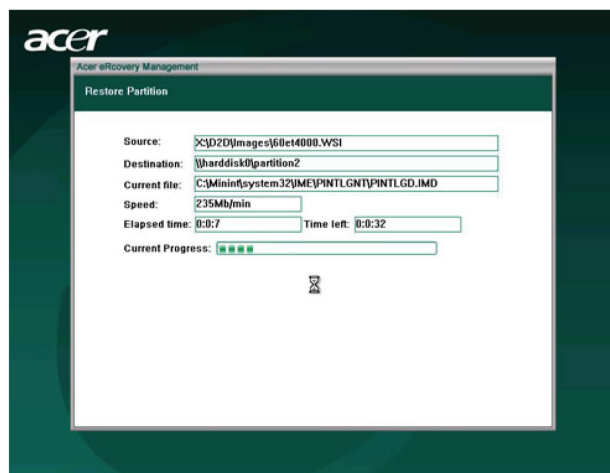 acer
Acer eRcovery Management
Restore Partition
Source: X:\D2D\Images\60et4000.WSI
Destination: \\harddisk0\partition2
Current file: C:\Minint\system32\IME\PINTLGNT\PINTLGD.IMD
Speed: 235Mb/min
Elapsed time: 0:0:7 Time left: 0:0:32
Current Progress: